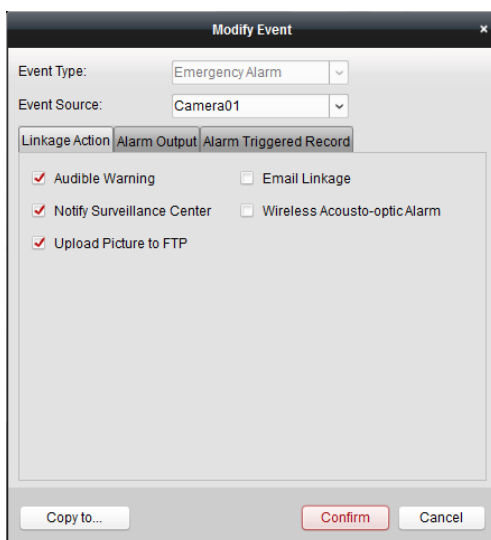 Modify Event ×
Event Type: Emergency Alarm
Event Source: Camera01
Linkage Action Alarm Output Alarm Triggered Record
Audible Warning Email Linkage
Notify Surveillance Center Wireless Acousto-optic Alarm
Upload Picture to FTP
Copy to... Confirm Cancel